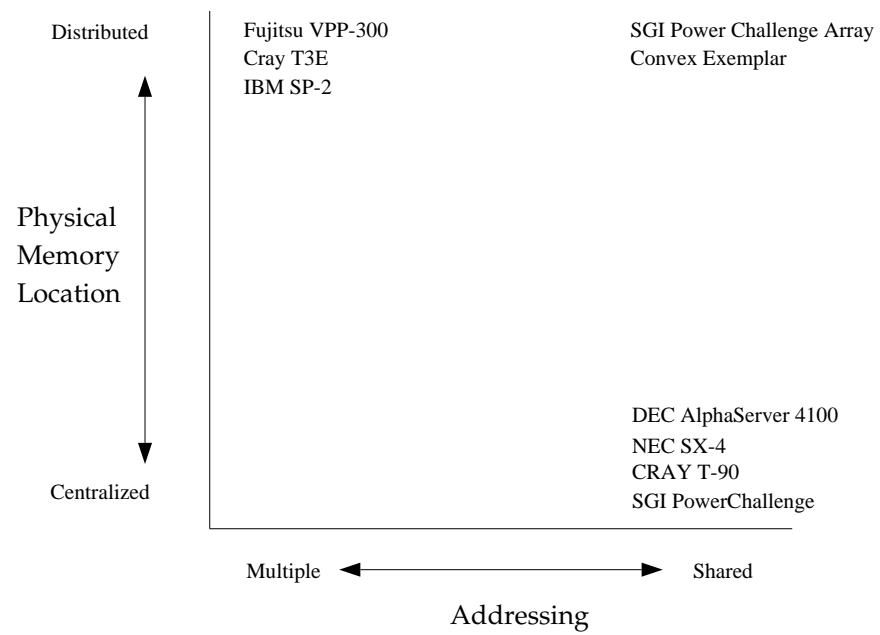 Distributed
Fujitsu VPP-300
Cray T3E
IBM SP-2
SGI Power Challenge Array
Convex Exemplar
Physical
Memory
Location
DEC AlphaServer 4100
NEC SX-4
CRAY T-90
SGI PowerChallenge
Centralized
Multiple
Shared
Addressing